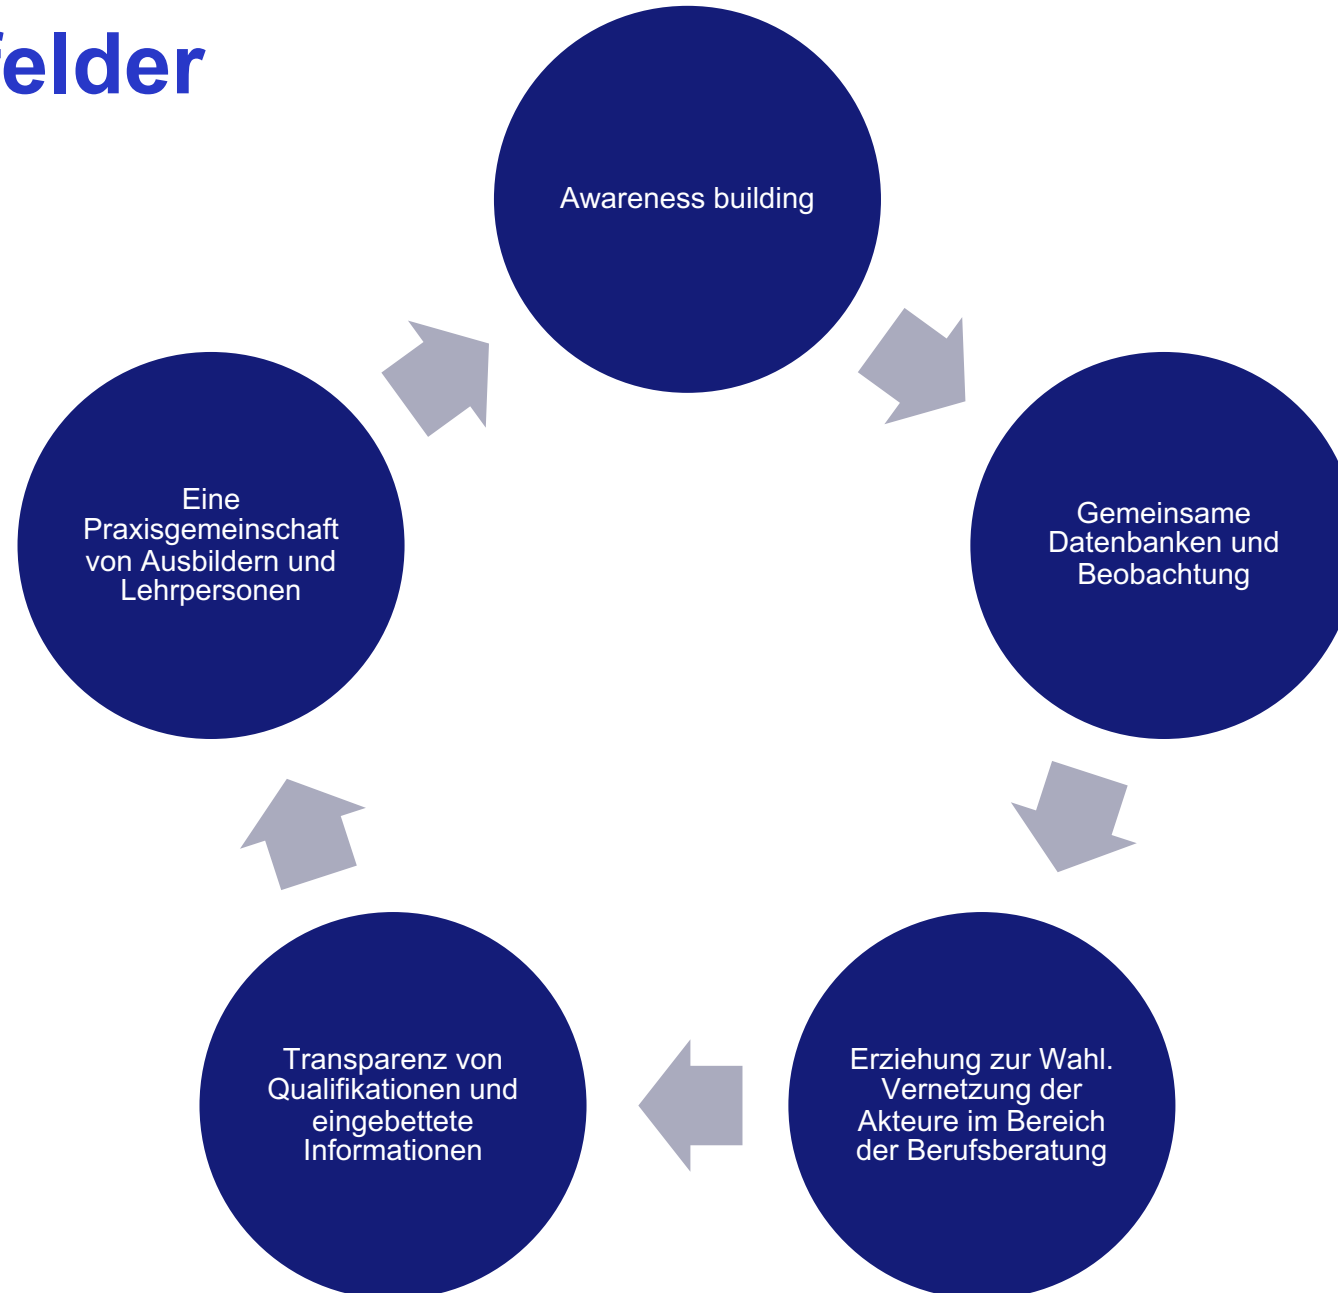 felder
Awareness building
Gemeinsame
Datenbanken und
Beobachtung
Erziehung zur Wahl.
Vernetzung der
Akteure im Bereich
der Berufsberatung
Transparenz von
Qualifikationen und
eingebettete
Informationen
Eine
Praxisgemeinschaft
von Ausbildern und
Lehrpersonen